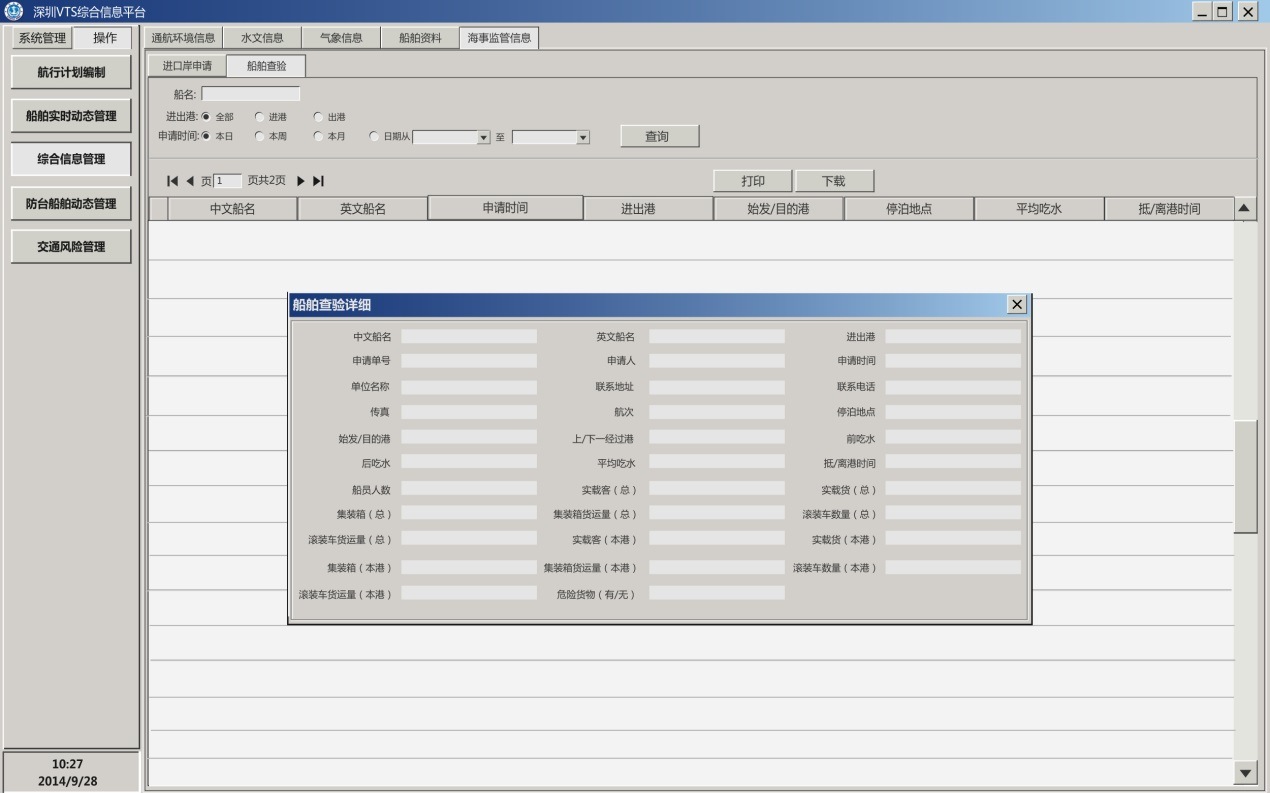 深圳VTS综合信息平台
系统管理 操作
通航环境信息 水文信息 气象信息 船舶资料 海事监管信息
进口岸申请 船舶查验
航行计划编制
船舶实时动态管理
综合信息管理
防台船舶动态管理
交通风险管理
船名:
进出港: 全部 进港 出港
申请时间: 本日 本周 本月 日期从 至 查询
页 1 页共2页 打印 下载
中文船名 英文船名 申请时间 进出港 始发/目的港 停泊地点 平均吃水 抵/离港时间
船舶查验详细
中文船名 英文船名 进出港
申请单号 申请人 申请时间
单位名称 联系地址 联系电话
传真 航次 停泊地点
始发/目的港 上/下一经过港 前吃水
后吃水 平均吃水 抵/离港时间
船员人数 实载客（总） 实载货（总）
集装箱（总） 集装箱货运量（总） 滚装车数量（总）
滚装车货运量（总） 实载客（本港） 实载货（本港）
集装箱（本港） 集装箱货运量（本港） 滚装车数量（本港）
滚装车货运量（本港） 危险货物（有/无）
10:27
2014/9/28